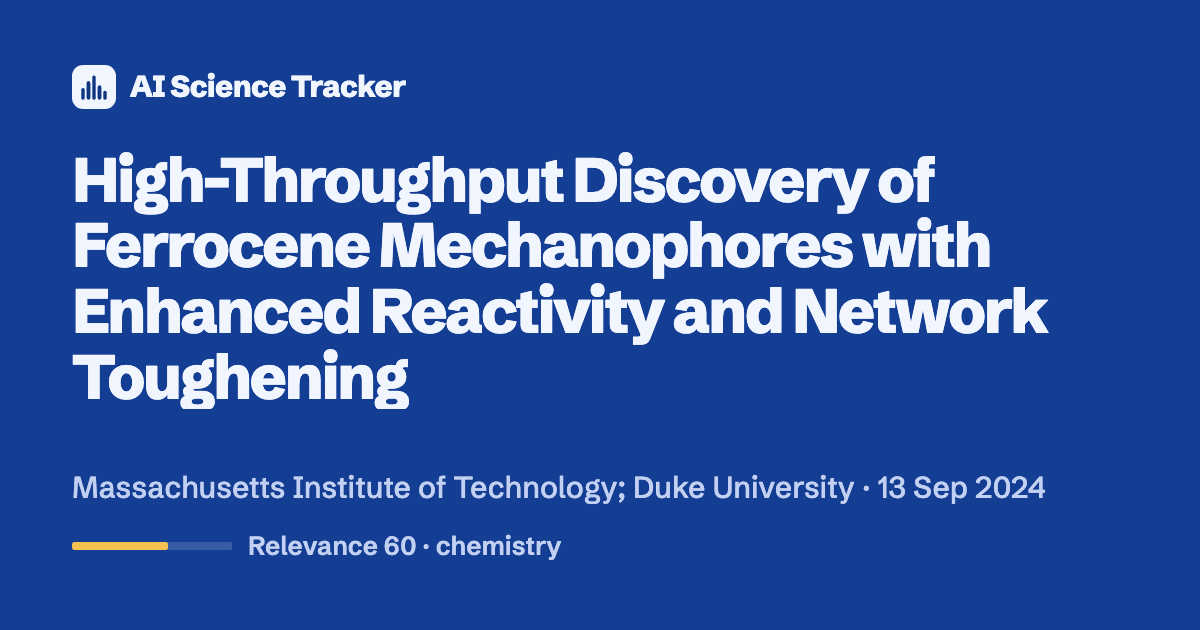 AI Science Tracker
High-Throughput Discovery of
Ferrocene Mechanophores with
Enhanced Reactivity and Network
Toughening
Massachusetts Institute of Technology; Duke University · 13 Sep 2024
Relevance 60 · chemistry